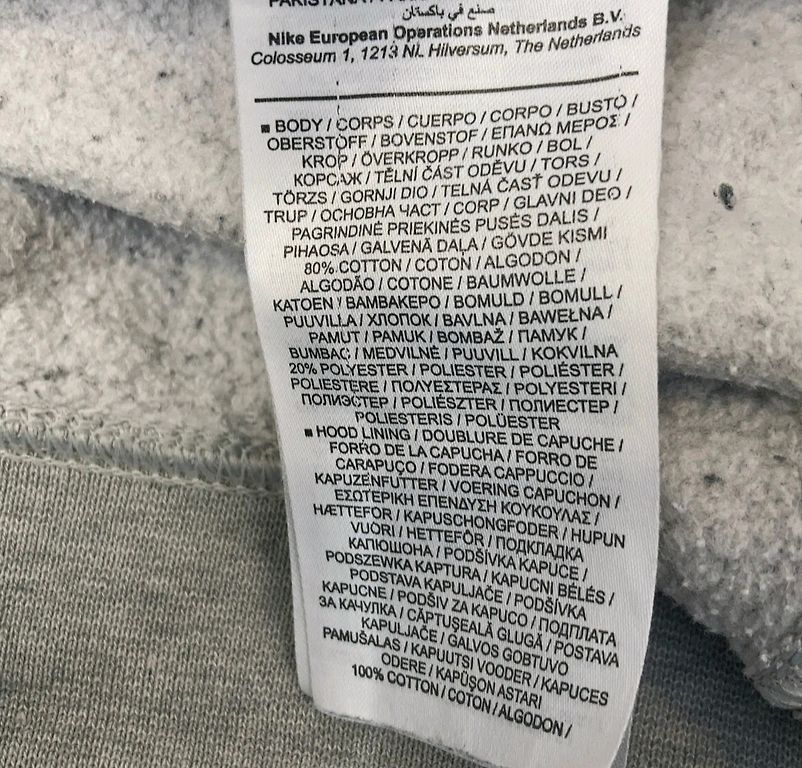 صنع في باكستان
Nike European Operations Netherlands B.V.
Colosseum 1, 1213 NL Hilversum, The Netherlands
■ BODY / CORPS / CUERPO / CORPO / BUSTO /
OBERSTOFF / BOVENSTOF / ΕΠΑΝΩ ΜΕΡΟΣ /
KROP / ÖVERKROPP / RUNKO / BOL /
КОРСАЖ / TĚLNÍ ČÁST ODĚVU / TORS /
TÖRZS / GORNJI DIO / TELNÁ ČASŤ ODEVU /
TRUP / ОСНОВНА ЧАСТ / CORP / GLAVNI DEO /
PAGRINDINĖ PRIEKINĖS PUSĖS DALIS /
PIHAOSA / GALVENĀ DAĻA / GÖVDE KISMI
80% COTTON / COTON / ALGODON /
ALGODÃO / COTONE / BAUMWOLLE /
KATOEN / ΒΑΜΒΑΚΕΡΟ / BOMULD / BOMULL /
PUUVILLA / ХЛОПОК / BAVLNA / BAWEŁNA /
PAMUT / PAMUK / BOMBAŽ / ПАМУК /
BUMBAC / MEDVILNĖ / PUUVILL / KOKVILNA
20% POLYESTER / POLIESTER / POLIÉSTER /
POLIESTERE / ΠΟΛΥΕΣΤΕΡΑΣ / POLYESTERI /
ПОЛИЭСТЕР / POLIÉSZTER / ПОЛИЕСТЕР /
POLIESTERIS / POLÜESTER
■ HOOD LINING / DOUBLURE DE CAPUCHE /
FORRO DE LA CAPUCHA / FORRO DE
CARAPUÇO / FODERA CAPPUCCIO /
KAPUZENFUTTER / VOERING CAPUCHON /
ΕΣΩΤΕΡΙΚΗ ΕΠΕΝΔΥΣΗ ΚΟΥΚΟΥΛΑΣ /
HÆTTEFOR / KAPUSCHONGFODER / HUPUN
VUORI / HETTEFÔR / ПОДКЛАДКА
КАПЮШОНА / PODŠÍVKA KAPUCE /
PODSZEWKA KAPTURA / KAPUCNI BÉLÉS /
PODSTAVA KAPULJAČE / PODŠÍVKA
KAPUCNE / PODŠIV ZA KAPUCO / ПОДПЛАТА
ЗА КАЧУЛКА / CĂPTUȘEALĂ GLUGĂ / POSTAVA
KAPULJAČE / GALVOS GOBTUVO
PAMUŠALAS / KAPUUTSI VOODER / KAPUCES
ODERE / KAPÜŞON ASTARI
100% COTTON / COTON / ALGODON /